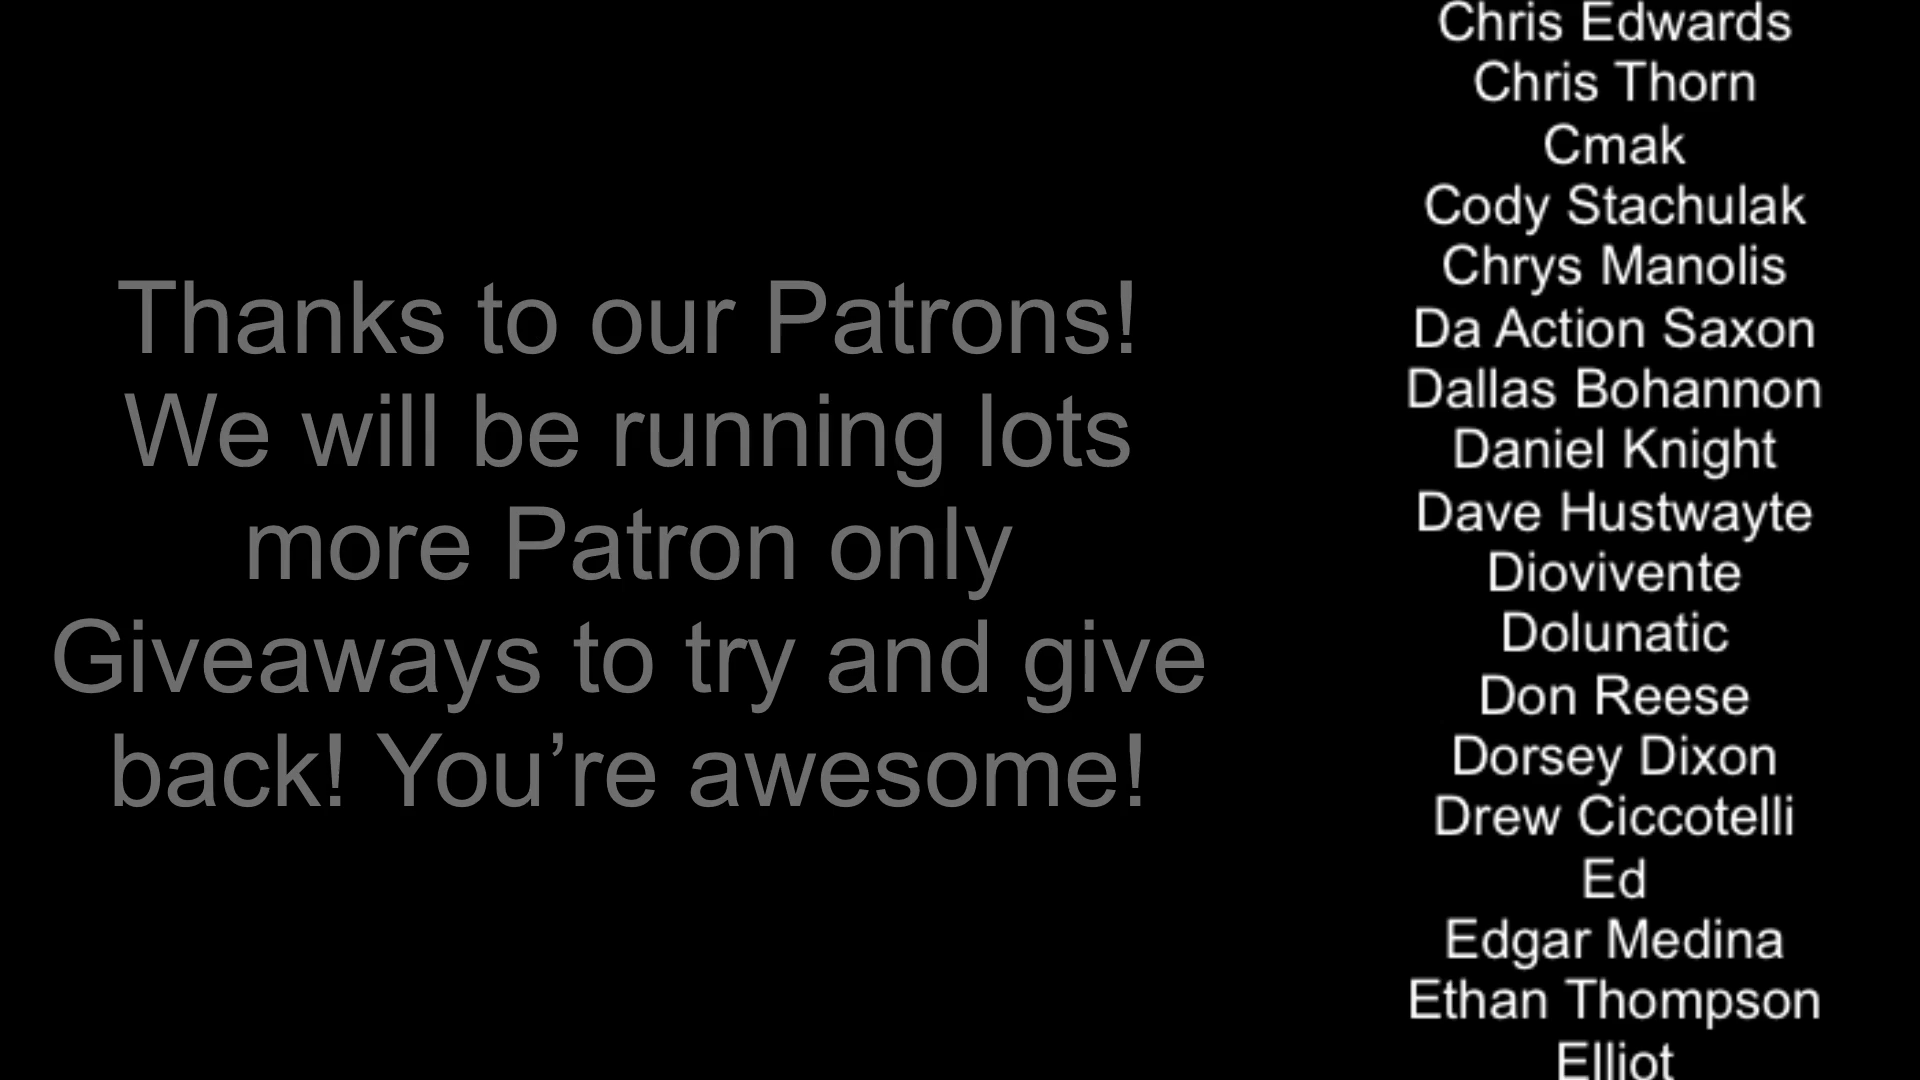 Thanks to our Patrons!
We will be running lots
more Patron only
Giveaways to try and give
back! You’re awesome!
Chris Edwards
Chris Thorn
Cmak
Cody Stachulak
Chrys Manolis
Da Action Saxon
Dallas Bohannon
Daniel Knight
Dave Hustwayte
Diovivente
Dolunatic
Don Reese
Dorsey Dixon
Drew Ciccotelli
Ed
Edgar Medina
Ethan Thompson
Elliot